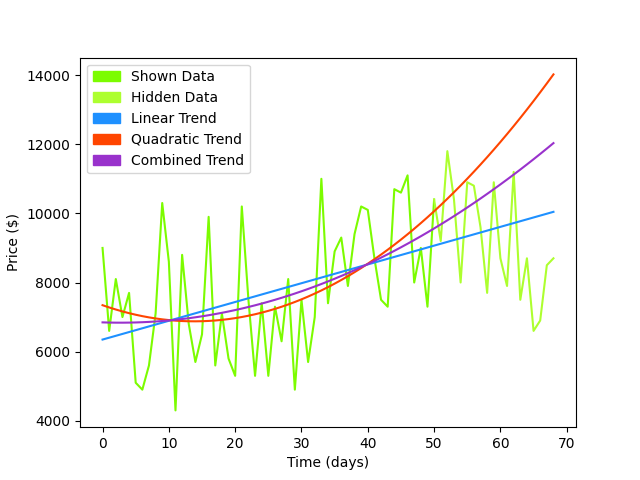 Shown Data
Hidden Data
Linear Trend
Quadratic Trend
Combined Trend
14000
12000
10000
8000
6000
4000
Price ($)
0 10 20 30 40 50 60 70
Time (days)